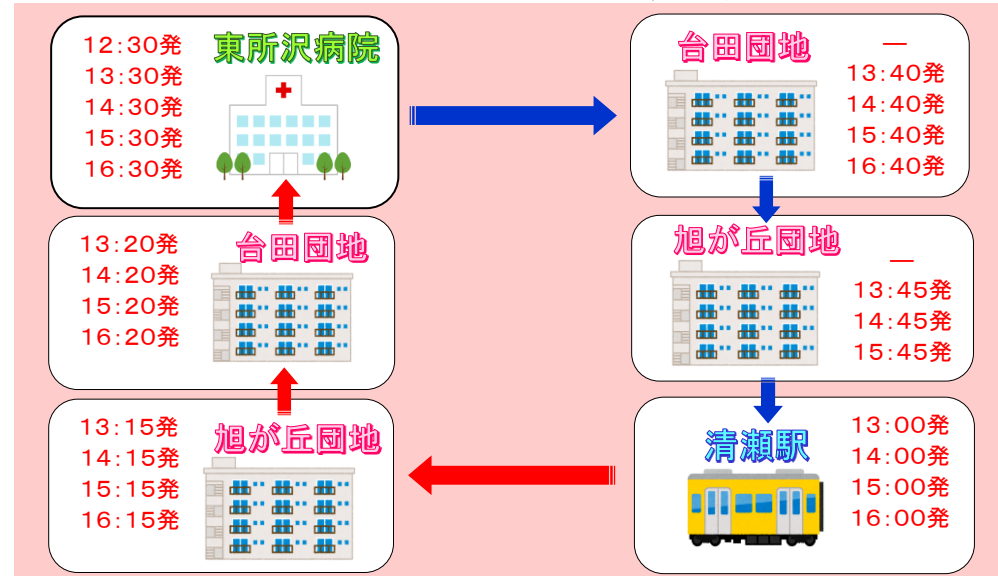 東所沢病院
12:30発
13:30発
14:30発
15:30発
16:30発
台田団地
—
13:40発
14:40発
15:40発
16:40発
旭が丘団地
—
13:45発
14:45発
15:45発
清瀬駅
13:00発
14:00発
15:00発
16:00発
旭が丘団地
13:15発
14:15発
15:15発
16:15発
台田団地
13:20発
14:20発
15:20発
16:20発